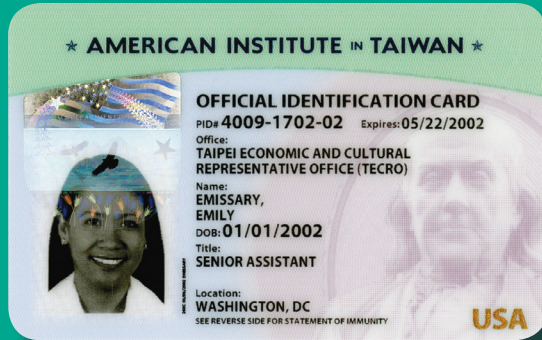 ★ AMERICAN INSTITUTE IN TAIWAN ★
OFFICIAL IDENTIFICATION CARD
PID# 4009-1702-02 Expires: 05/22/2002
Office:
TAIPEI ECONOMIC AND CULTURAL
REPRESENTATIVE OFFICE (TECRO)
Name:
EMISSARY,
EMILY
DOB: 01/01/2002
Title:
SENIOR ASSISTANT
Location:
WASHINGTON, DC
SEE REVERSE SIDE FOR STATEMENT OF IMMUNITY
USA